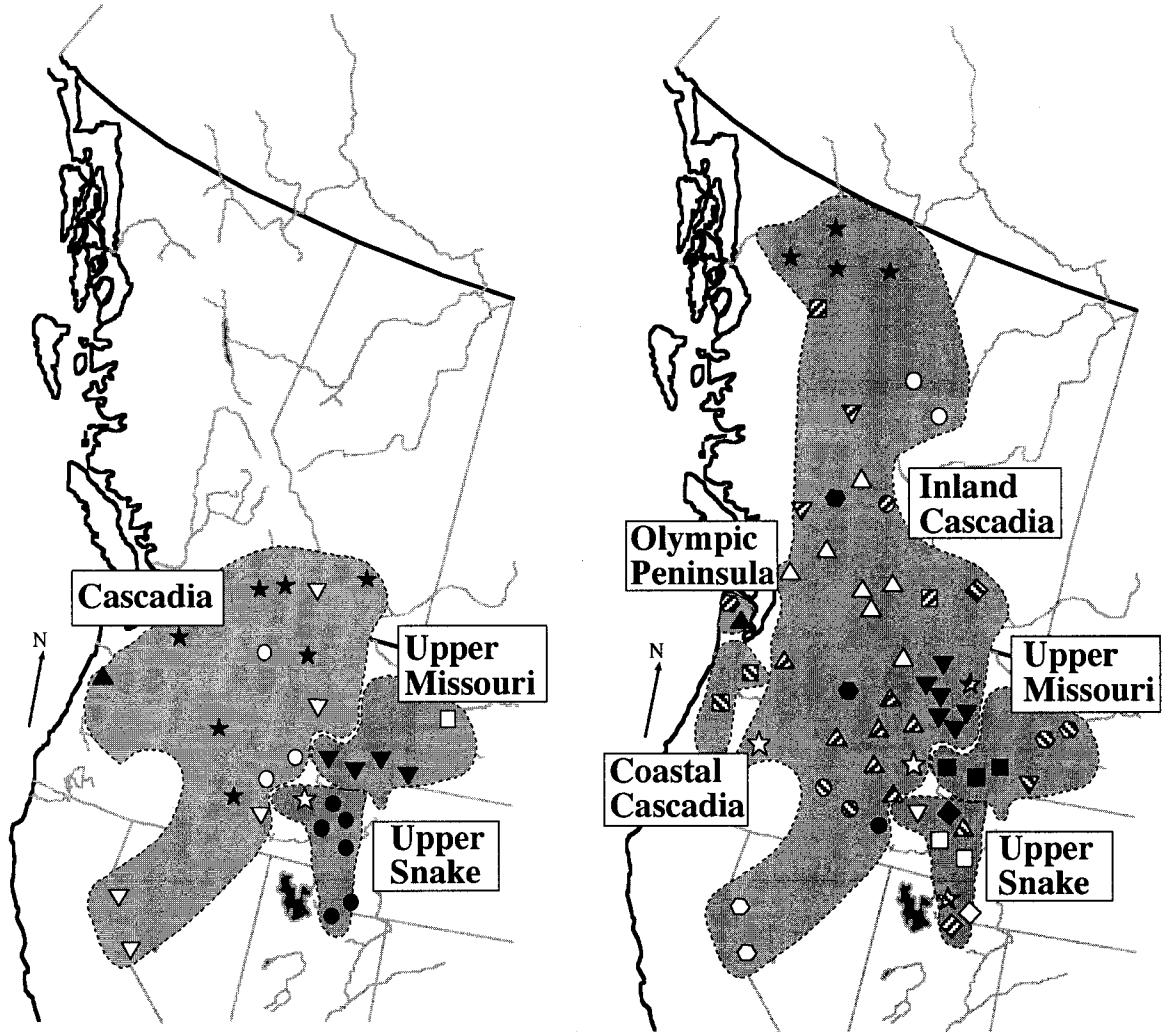 Cascadia
N
Upper
Missouri
Upper
Snake
Inland
Cascadia
Olympic
Peninsula
N
Upper
Missouri
Coastal
Cascadia
Upper
Snake